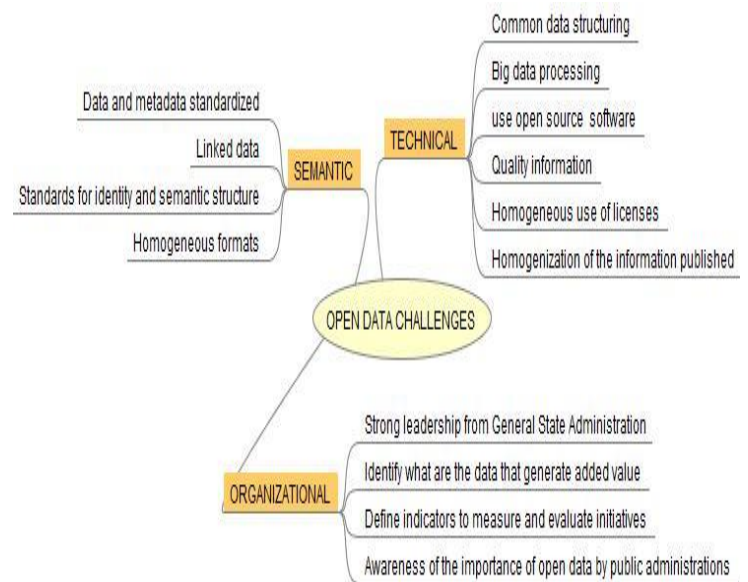 Common data structuring
Big data processing
use open source software
Quality information
Homogeneous use of licenses
Homogenization of the information published
TECHNICAL
Data and metadata standardized
Linked data
Standards for identity and semantic structure
Homogeneous formats
SEMANTIC
OPEN DATA CHALLENGES
ORGANIZATIONAL
Strong leadership from General State Administration
Identify what are the data that generate added value
Define indicators to measure and evaluate initiatives
Awareness of the importance of open data by public administrations